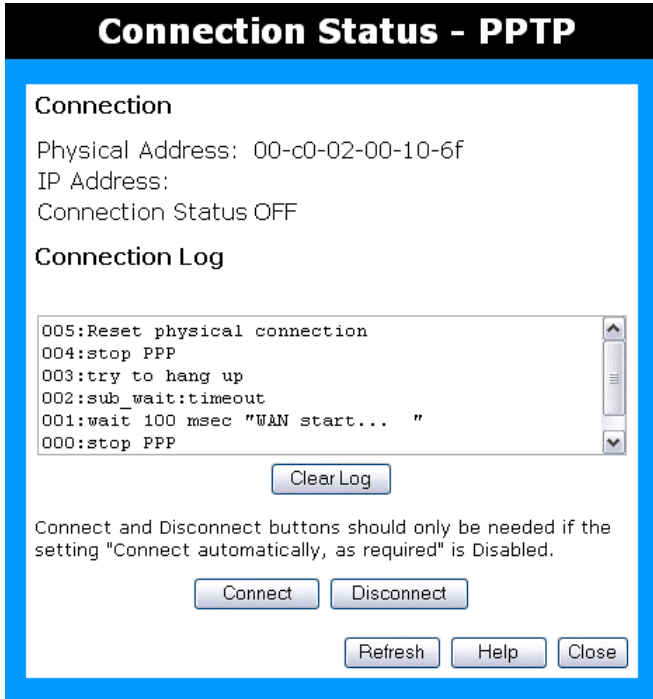 Connection Status - PPTP
Connection
Physical Address: 00-c0-02-00-10-6f
IP Address:
Connection Status OFF
Connection Log
005:Reset physical connection
004:stop PPP
003:try to hang up
002:sub_wait:timeout
001:wait 100 msec "WAN start...  "
000:stop PPP
Clear Log
Connect and Disconnect buttons should only be needed if the
setting "Connect automatically, as required" is Disabled.
Connect Disconnect
Refresh Help Close